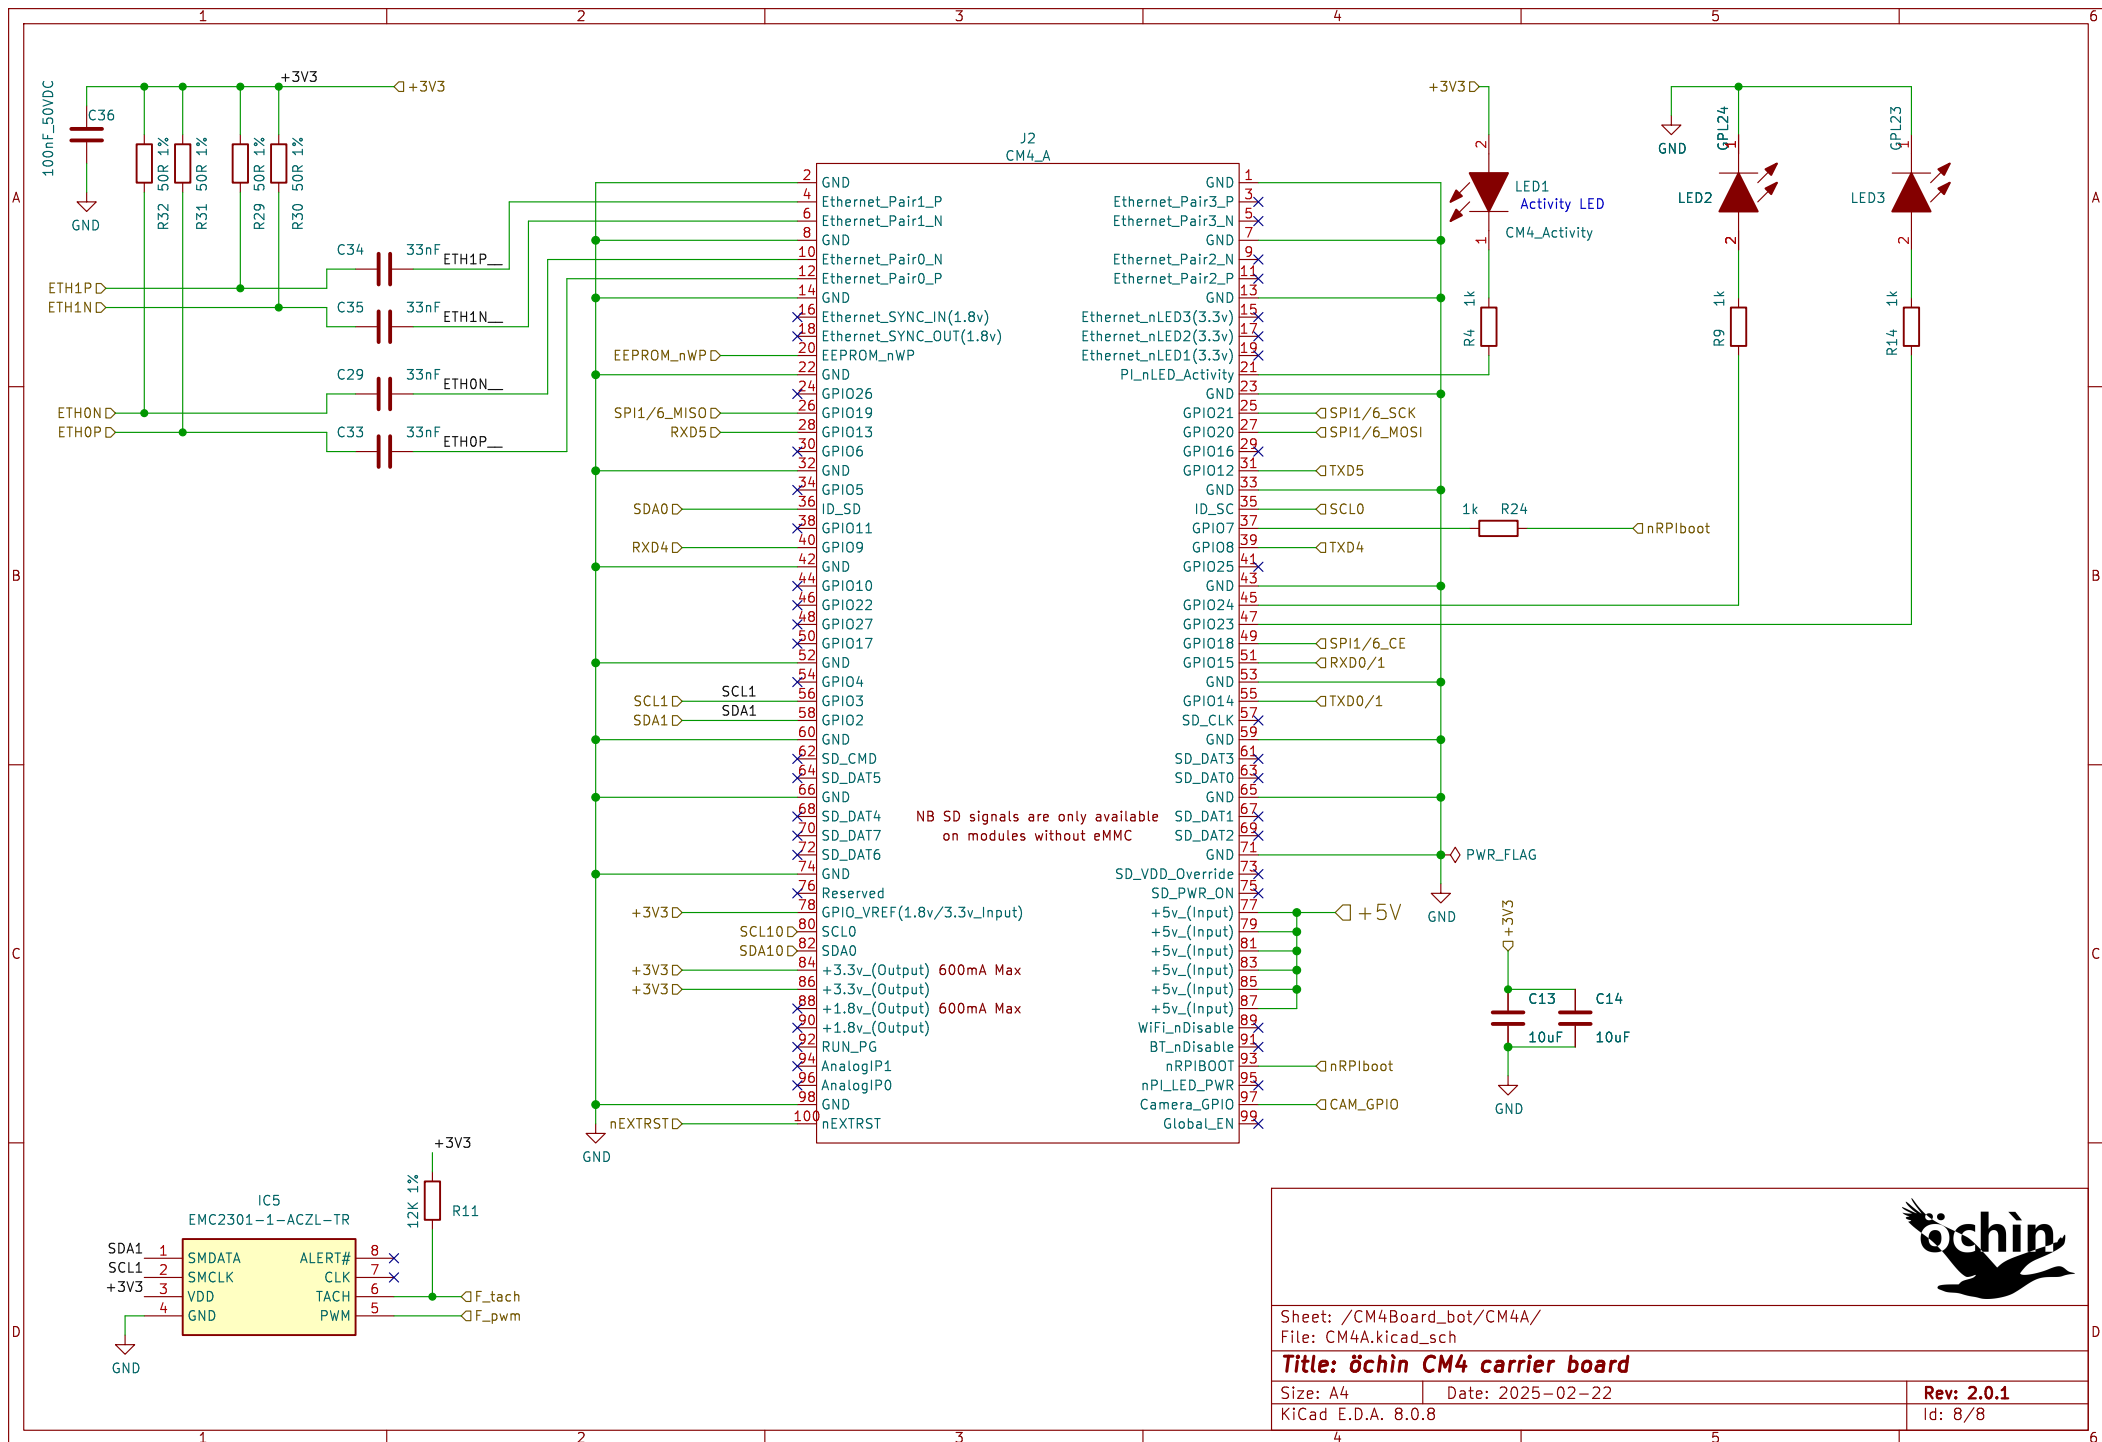 1 2 3 4 5 6
A
B
C
D
A
B
C
D
1 2 3 4 5 6
+3V3
+3V3
C36
100nF_50VDC
GND
R32 50R 1%
R31 50R 1%
R29 50R 1%
R30 50R 1%
C34 33nF ETH1P__
ETH1P
ETH1N
C35 33nF ETH1N__
C29 33nF ETH0N__
ETH0N
ETH0P
C33 33nF ETH0P__
J2
CM4_A
2 GND
4 Ethernet_Pair1_P
6 Ethernet_Pair1_N
8 GND
10 Ethernet_Pair0_N
12 Ethernet_Pair0_P
14 GND
16 Ethernet_SYNC_IN(1.8v)
18 Ethernet_SYNC_OUT(1.8v)
EEPROM_nWP 20 EEPROM_nWP
22 GND
24 GPIO26
SPI1/6_MISO 26 GPIO19
RXD5 28 GPIO13
30 GPIO6
32 GND
34 GPIO5
SDA0 36 ID_SD
38 GPIO11
RXD4 40 GPIO9
42 GND
44 GPIO10
46 GPIO22
48 GPIO27
50 GPIO17
52 GND
54 GPIO4
SCL1 SCL1 56 GPIO3
SDA1 SDA1 58 GPIO2
60 GND
62 SD_CMD
64 SD_DAT5
66 GND
68 SD_DAT4
70 SD_DAT7
72 SD_DAT6
74 GND
76 Reserved
+3V3 78 GPIO_VREF(1.8v/3.3v_Input)
SCL10 80 SCL0
SDA10 82 SDA0
+3V3 84 +3.3v_(Output) 600mA Max
+3V3 86 +3.3v_(Output)
88 +1.8v_(Output) 600mA Max
90 +1.8v_(Output)
92 RUN_PG
94 AnalogIP1
96 AnalogIP0
98 GND
nEXTRST 100 nEXTRST
GND
NB SD signals are only available
on modules without eMMC
GND 1
Ethernet_Pair3_P 3
Ethernet_Pair3_N 5
GND 7
Ethernet_Pair2_N 9
Ethernet_Pair2_P 11
GND 13
Ethernet_nLED3(3.3v) 15
Ethernet_nLED2(3.3v) 17
Ethernet_nLED1(3.3v) 19
PI_nLED_Activity 21
GND 23
GPIO21 25 SPI1/6_SCK
GPIO20 27 SPI1/6_MOSI
GPIO16 29
GPIO12 31 TXD5
GND 33
ID_SC 35 SCL0
GPIO7 37 1k R24 nRPIboot
GPIO8 39 TXD4
GPIO25 41
GND 43
GPIO24 45
GPIO23 47
GPIO18 49 SPI1/6_CE
GPIO15 51 RXD0/1
GND 53
GPIO14 55 TXD0/1
SD_CLK 57
GND 59
SD_DAT3 61
SD_DAT0 63
GND 65
SD_DAT1 67
SD_DAT2 69
GND 71 PWR_FLAG
SD_VDD_Override 73
SD_PWR_ON 75
GND
+5v_(Input) 77 +5V
+5v_(Input) 79
+5v_(Input) 81
+5v_(Input) 83
+5v_(Input) 85
+5v_(Input) 87
WiFi_nDisable 89
BT_nDisable 91
nRPIBOOT 93 nRPIboot
nPI_LED_PWR 95
Camera_GPIO 97 CAM_GPIO
Global_EN 99
+3V3
2
LED1
Activity LED
CM4_Activity
1
R4 1k
GND
GPL24
1
LED2
2
R9 1k
GPL23
1
LED3
2
R14 1k
+3V3
C13
10uF
C14
10uF
GND
+3V3
12K 1%
R11
IC5
EMC2301-1-ACZL-TR
SDA1 1 SMDATA ALERT# 8
SCL1 2 SMCLK CLK 7
+3V3 3 VDD TACH 6 F_tach
4 GND PWM 5 F_pwm
GND
öchìn
Sheet: /CM4Board_bot/CM4A/
File: CM4A.kicad_sch
Title: öchìn CM4 carrier board
Size: A4 Date: 2025-02-22 Rev: 2.0.1
KiCad E.D.A. 8.0.8 Id: 8/8